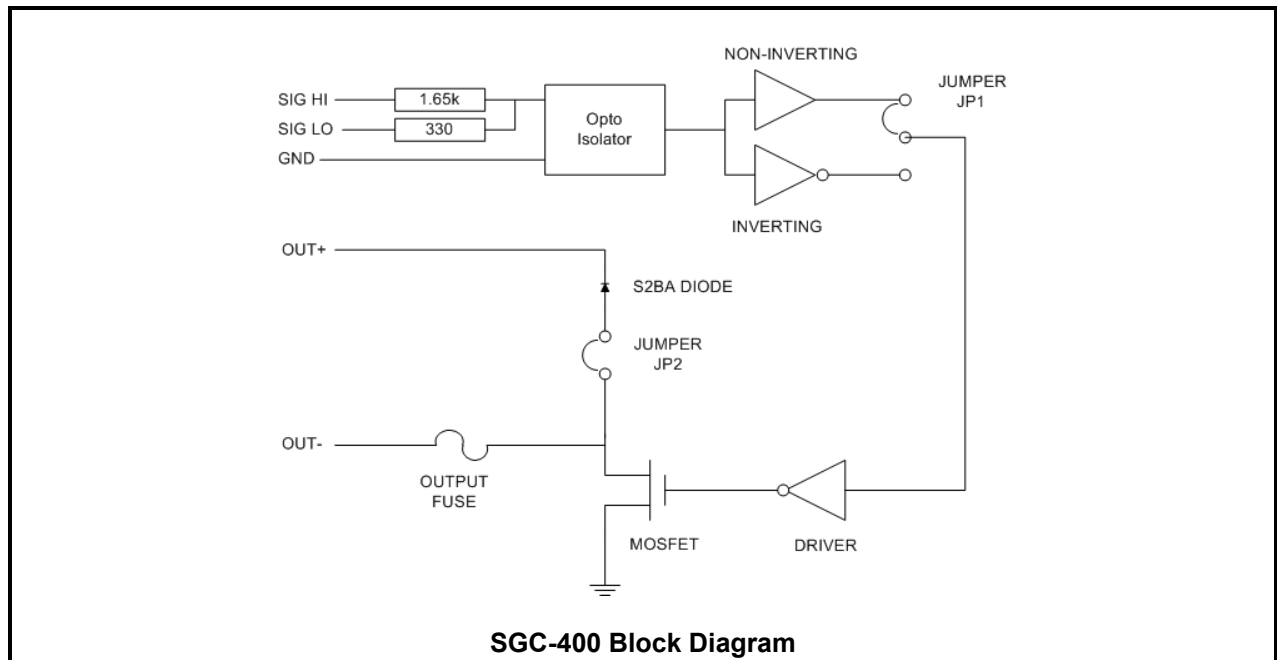 NON-INVERTING
JUMPER
JP1
SIG HI
1.65k
SIG LO
330
GND
Opto
Isolator
INVERTING
OUT+
S2BA DIODE
JUMPER
JP2
OUT-
OUTPUT
FUSE
MOSFET
DRIVER
SGC-400 Block Diagram